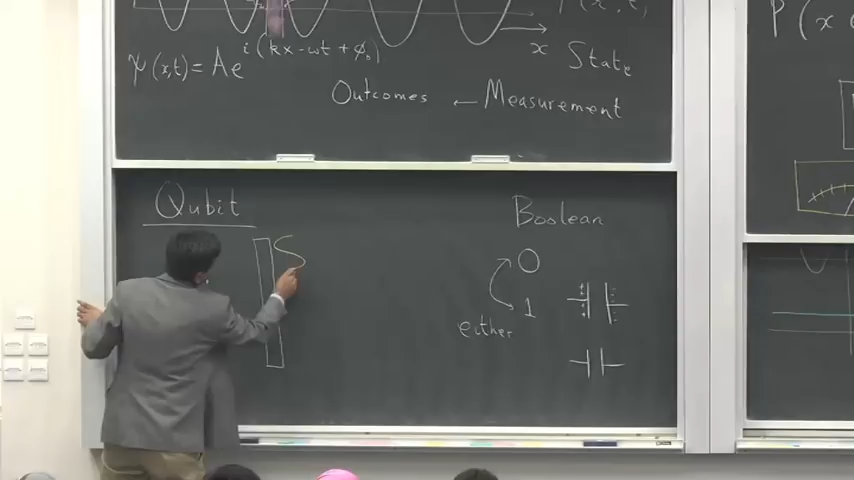 x State
ψ(x,t) = Ae^i(kx-ωt+ϕ₀)
Outcomes ← Measurement
P(x
Qubit
Boolean
0
1
either